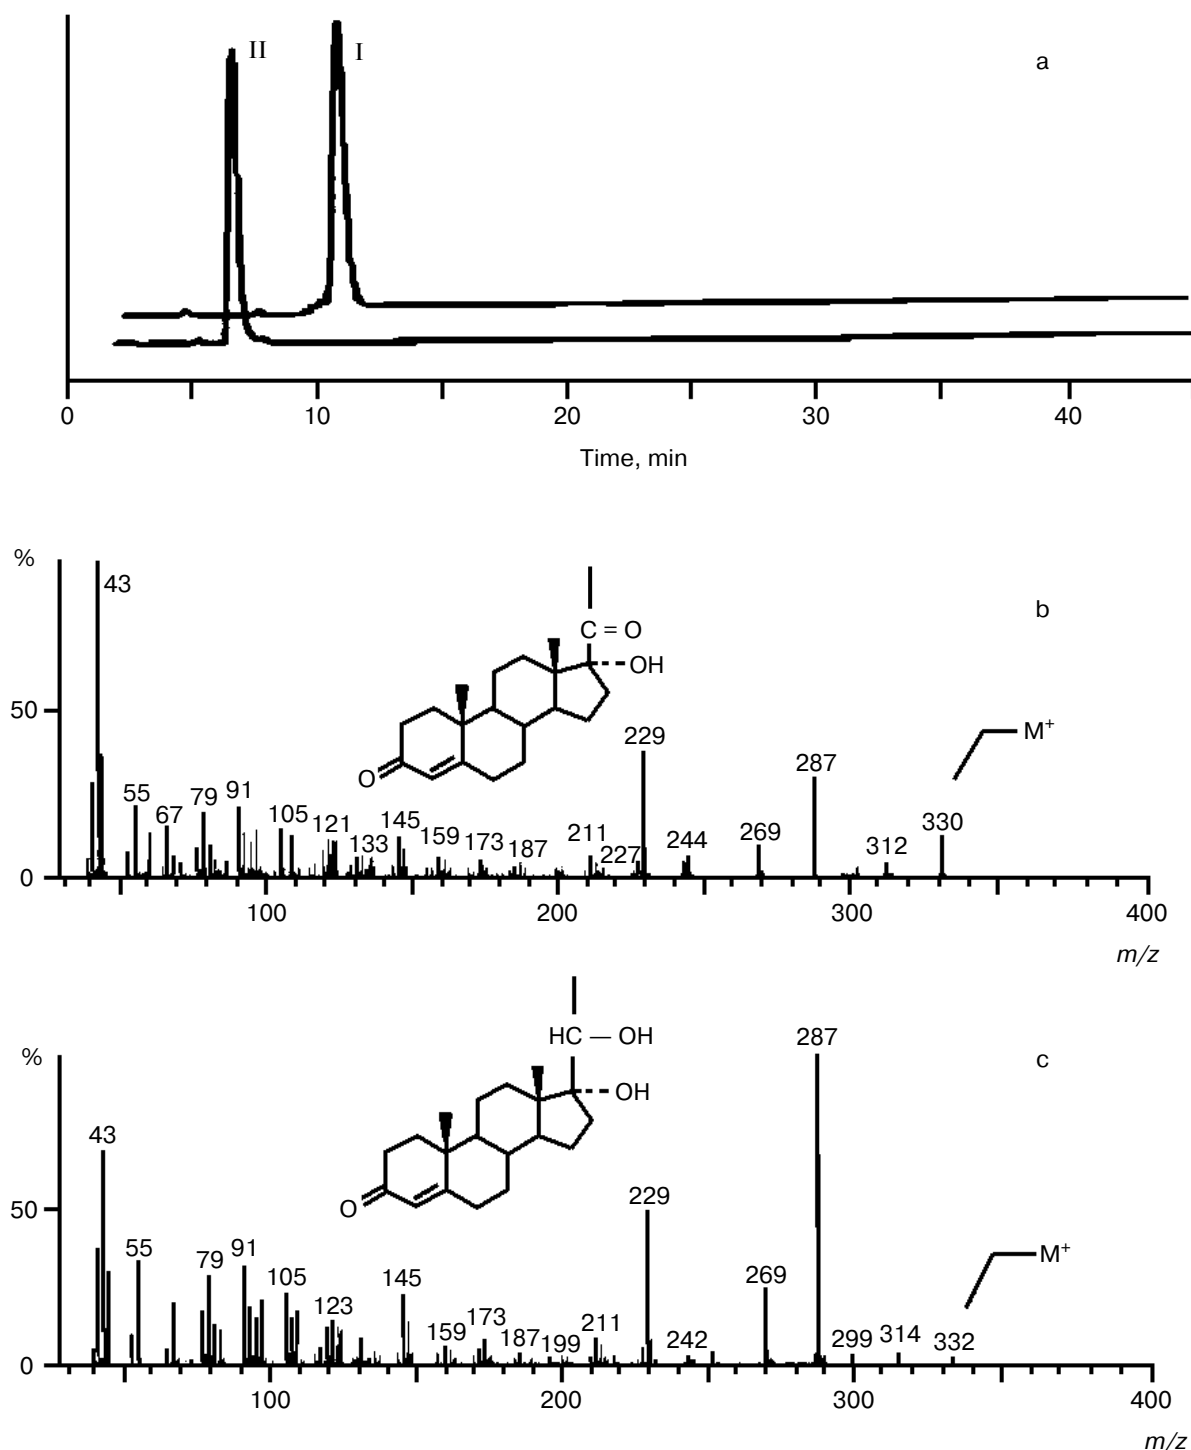 II
I
a
0 10 20 30 40
Time, min
%
43
b
C = O
OH
50
M⁺
O
229
287
55
67
79
91
105
121
133
145
159
173
187
211
227
244
269
312
330
0
100 200 300 400
m/z
HC — OH
287
%
c
OH
43
O
50
229
M⁺
55
79
91
105
123
145
159
173
187
199
211
242
269
299
314
332
0
100 200 300 400
m/z